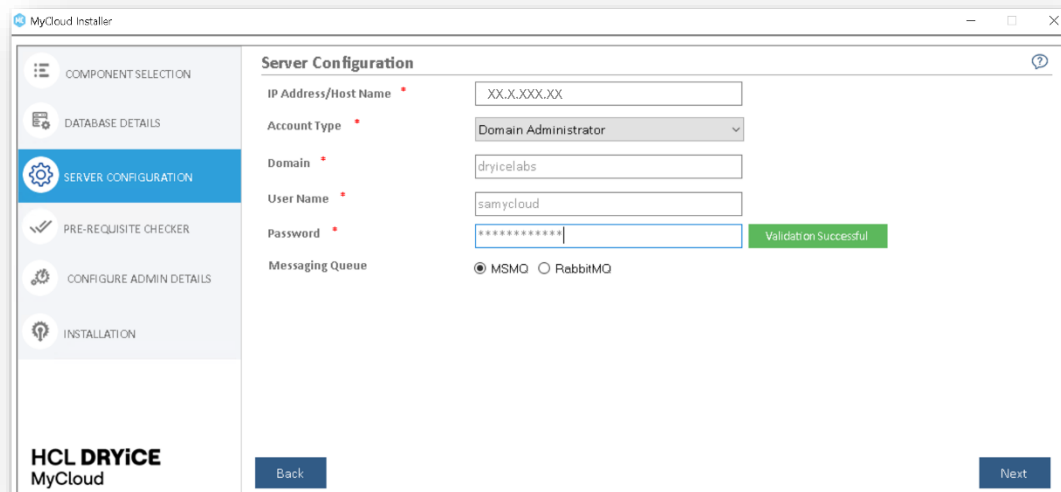 MyCloud Installer
COMPONENT SELECTION
DATABASE DETAILS
SERVER CONFIGURATION
PRE-REQUISITE CHECKER
CONFIGURE ADMIN DETAILS
INSTALLATION
HCL DRYiCE
MyCloud
Server Configuration
IP Address/Host Name * XX.X.XXX.XX
Account Type * Domain Administrator
Domain * dryicelabs
User Name * samycloud
Password * ************ Validation Successful
Messaging Queue MSMQ RabbitMQ
Back Next